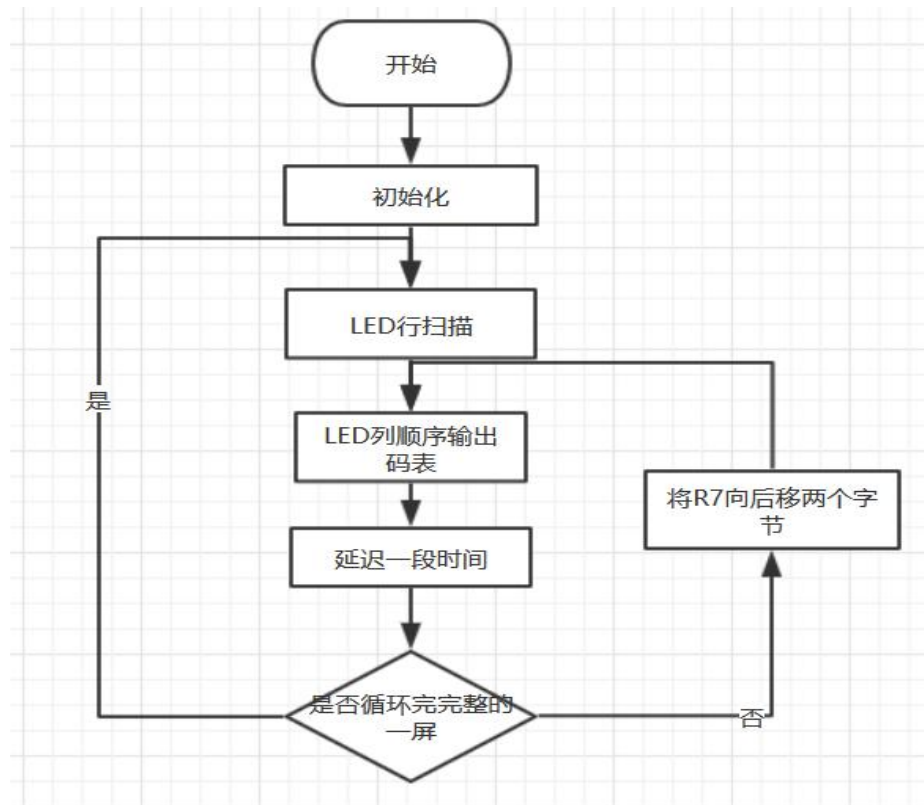 开始
初始化
LED行扫描
是
LED列顺序输出
码表
将R7向后移两个字
节
延迟一段时间
是否循环完完整的
一屏
否